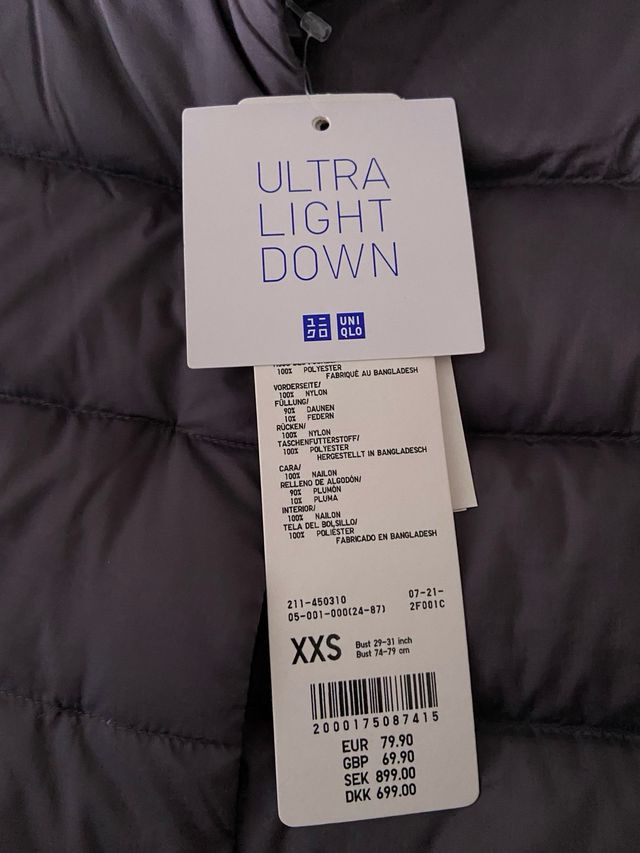 ULTRA
LIGHT
DOWN
ユニ UNI
クロ QLO
100% POLYESTER
FABRIQUÉ AU BANGLADESH
VORDERSEITE/
100% NYLON
FÜLLUNG/
90% DAUNEN
10% FEDERN
RÜCKEN/
100% NYLON
TASCHENFUTTERSTOFF/
100% POLYESTER
HERGESTELLT IN BANGLADESCH
CARA/
100% NAILON
RELLENO DE ALGODÓN/
90% PLUMÓN
10% PLUMA
INTERIOR/
100% NAILON
TELA DEL BOLSILLO/
100% POLIÉSTER
FABRICADO EN BANGLADESH
211-450310 07-21-
05-001-000(24-87) 2F001C
XXS Bust 29-31 inch
Bust 74-79 cm
2000175087415
EUR 79.90
GBP 69.90
SEK 899.00
DKK 699.00